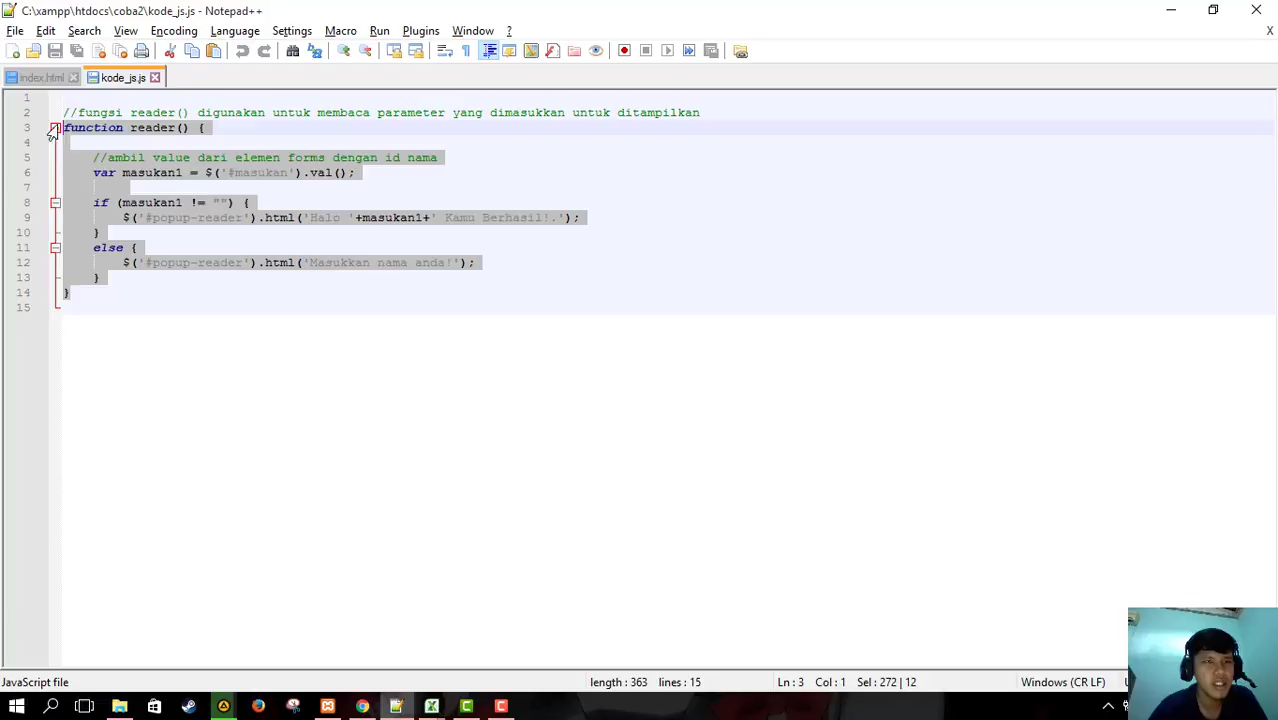 C:\xampp\htdocs\coba2\kode_js.js - Notepad++
File Edit Search View Encoding Language Settings Macro Run Plugins Window ? X
index.html kode_js.js
1
2 //fungsi reader() digunakan untuk membaca parameter yang dimasukkan untuk ditampilkan
3 function reader() {
4
5 //ambil value dari elemen forms dengan id nama
6 var masukan1 = $('#masukan').val();
7
8 if (masukan1 != "") {
9 $('#popup-reader').html('Halo '+masukan1+' Kamu Berhasil!.');
10 }
11 else {
12 $('#popup-reader').html('Masukkan nama anda!');
13 }
14 }
15
JavaScript file length : 363 lines : 15 Ln : 3 Col : 1 Sel : 272 | 12 Windows (CR LF)